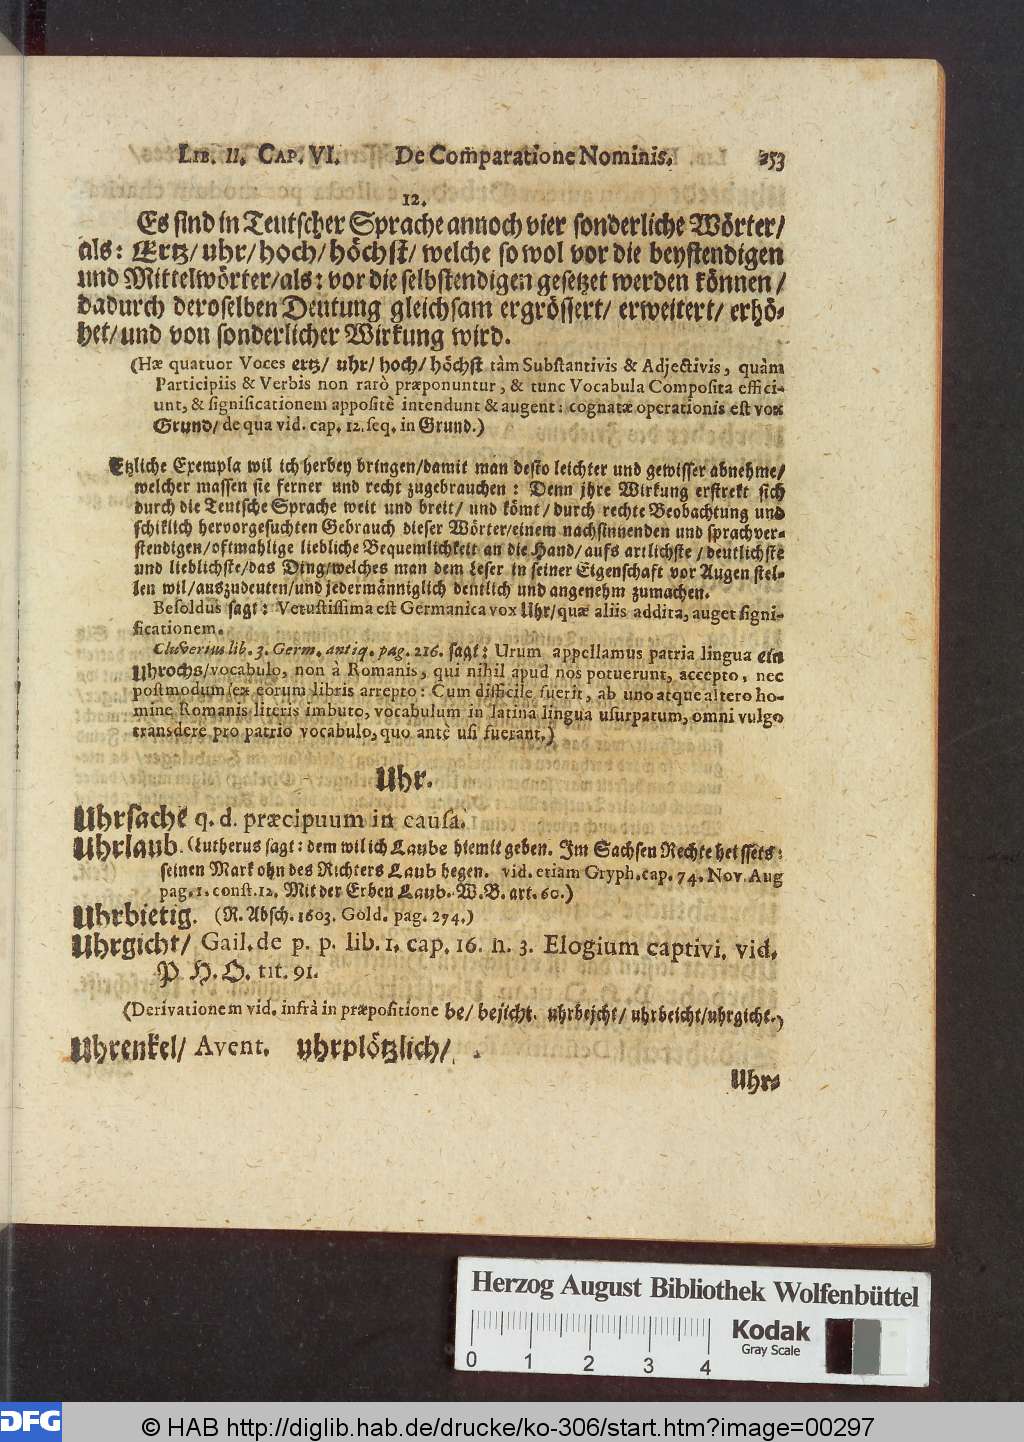 LIB. II. CAP. VI. De Comparatione Nominis. 253
12.
Es sind in Teutscher Sprache annoch vier sonderliche Wörter/
als: Ertz/ uhr/ hoch/ höchst/ welche so wol vor die beystendigen
und Mittelwörter/als: vor die selbstendigen gesetzet werden können/
dadurch deroselben Deutung gleichsam ergrössert/ erweitert/ erhö-
het/und von sonderlicher Wirkung wird.
(Hæ quatuor Voces ertz/ uhr/ hoch/ höchst tàm Substantivis & Adjectivis, quàm
Participiis & Verbis non rarò præponuntur, & tunc Vocabula Composita effici-
unt, & significationem appositè intendunt & augent: cognatæ operationis est vox
Grund/ de qua vid. cap. 12. seq. in Grund.)
Etzliche Exempla wil ich herbey bringen/damit man desto leichter und gewisser abnehme/
welcher massen sie ferner und recht zugebrauchen: Denn jhre Wirkung erstrekt sich
durch die Teutsche Sprache weit und breit/ und kömt/ durch rechte Beobachtung und
schiklich hervorgesuchten Gebrauch dieser Wörter/einem nachsinnenden und sprachver-
stendigen/oftmahlige liebliche Bequemlichkeit an die Hand/ aufs artlichste/ deutlichste
und lieblichste/das Ding/welches man dem Leser in seiner Eigenschaft vor Augen stel-
len wil/auszudeuten/und jedermänniglich deutlich und angenehm zumachen.
Besoldus sagt: Vetustissima est Germanica vox Uhr/quæ aliis addita, auget signi-
ficationem.
Cluverius lib. 3. Germ. antiq. pag. 216. sagt: Urum appellamus patria lingua ein
Uhrochs/vocabulo, non à Romanis, qui nihil apud nos potuerunt, accepto, nec
postmodum ex eorum libris arrepto: Cum difficile fuerit, ab uno atque altero ho-
mine Romanis literis imbuto, vocabulum in latina lingua usurpatum, omni vulgo
transdere pro patrio vocabulo, quo ante usi fuerant.)
Uhr.
Uhrsache q. d. præcipuum in causa.
Uhrlaub. (Lutherus sagt: dem wil ich Laube hiemit geben. Im Sachsen Rechte heissets:
seinen Mark ohn des Richters Laub hegen. vid. etiam Gryph. cap. 74. Nov. Aug
pag. 1. const. 12. Mit der Erben Laub. W. B. art. 60.)
Uhrbietig. (R. Absch. 1603. Gold. pag. 274.)
Uhrgicht/ Gail. de p. p. lib. 1. cap. 16. n. 3. Elogium captivi, vid.
P. H. O. tit. 91.
(Derivationem vid. infrà in præpositione be/ bejicht. uhrbejcht/ uhrbeicht/uhrgicht.)
Uhrenkel/ Avent. uhrplötzlich/
Uhr-
Herzog August Bibliothek Wolfenbüttel
0 1 2 3 4
Kodak
Gray Scale
DFG
© HAB http://diglib.hab.de/drucke/ko-306/start.htm?image=00297